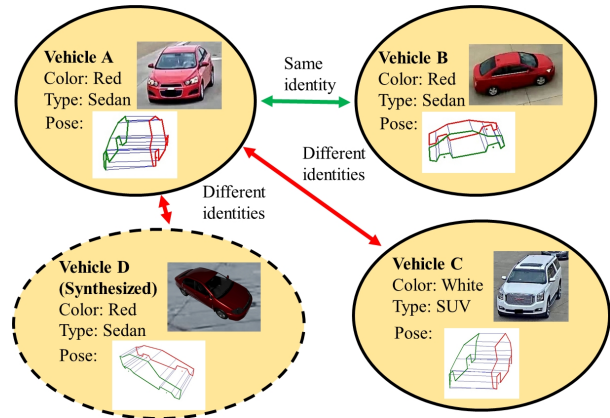 Vehicle A
Color: Red
Type: Sedan
Pose:
Same
identity
Vehicle B
Color: Red
Type: Sedan
Pose:
Different
identities
Different
identities
Vehicle D
(Synthesized)
Color: Red
Type: Sedan
Pose:
Vehicle C
Color: White
Type: SUV
Pose: